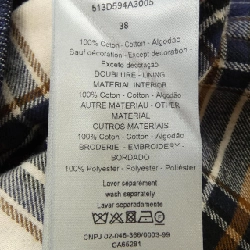 513D594A3005
38
100% Coton - Cotton - Algodão
Sauf décoration - Except decoration -
Exceto decoração
DOUBLURE - LINING
MATERIAL INTERIOR
100% Coton - Cotton - Algodão
AUTRE MATERIAU - OTHER
MATERIAL
OUTROS MATERIAIS
100% Coton - Cotton - Algodão
BRODERIE - EMBROIDERY -
BORDADO
100% Polyester - Polyester - Poliéster
Laver séparément
wash separately
Lavar separadamente
CA66291